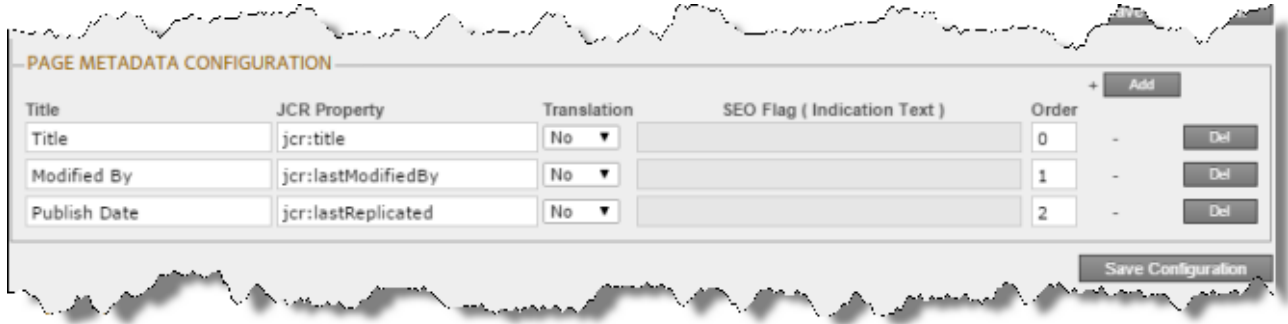 PAGE METADATA CONFIGURATION
+ Add
Title JCR Property Translation SEO Flag ( Indication Text ) Order
Title jcr:title No ▼ 0 - Del
Modified By jcr:lastModifiedBy No ▼ 1 - Del
Publish Date jcr:lastReplicated No ▼ 2 - Del
Save Configuration